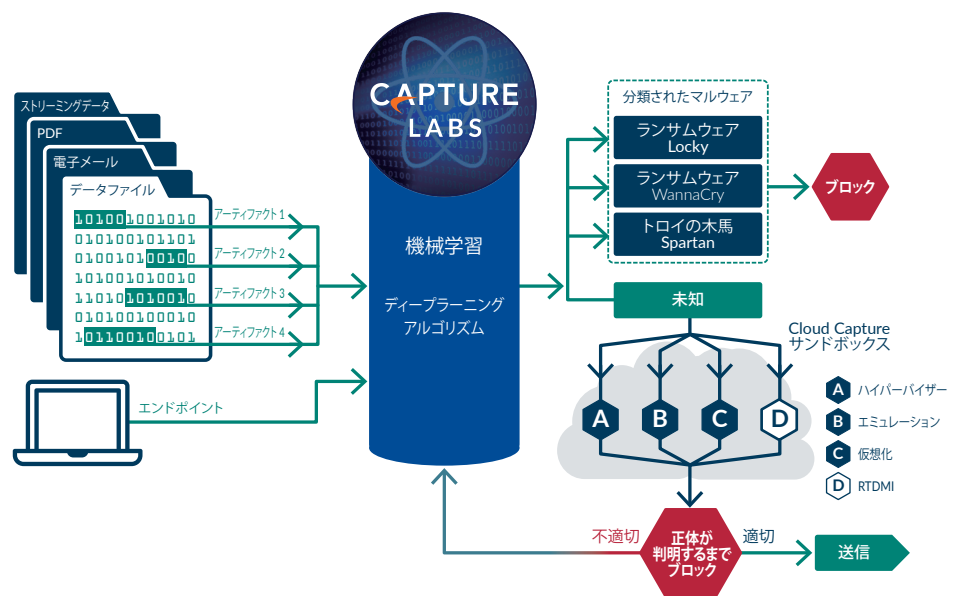 CAPTURE
LABS
機械学習
ディープラーニング
アルゴリズム
ストリーミングデータ
PDF
電子メール
データファイル
101001001010
010100101101
010010100100
101010010100
110101010010
010101000010
101100100101
アーティファクト 1
アーティファクト 2
アーティファクト 3
アーティファクト 4
エンドポイント
分類されたマルウェア
ランサムウェア
Locky
ランサムウェア
WannaCry
トロイの木馬
Spartan
ブロック
未知
Cloud Capture
サンドボックス
A
B
C
D
A ハイパーバイザー
B エミュレーション
C 仮想化
D RTDMI
不適切
正体が
判明するまで
ブロック
適切
送信